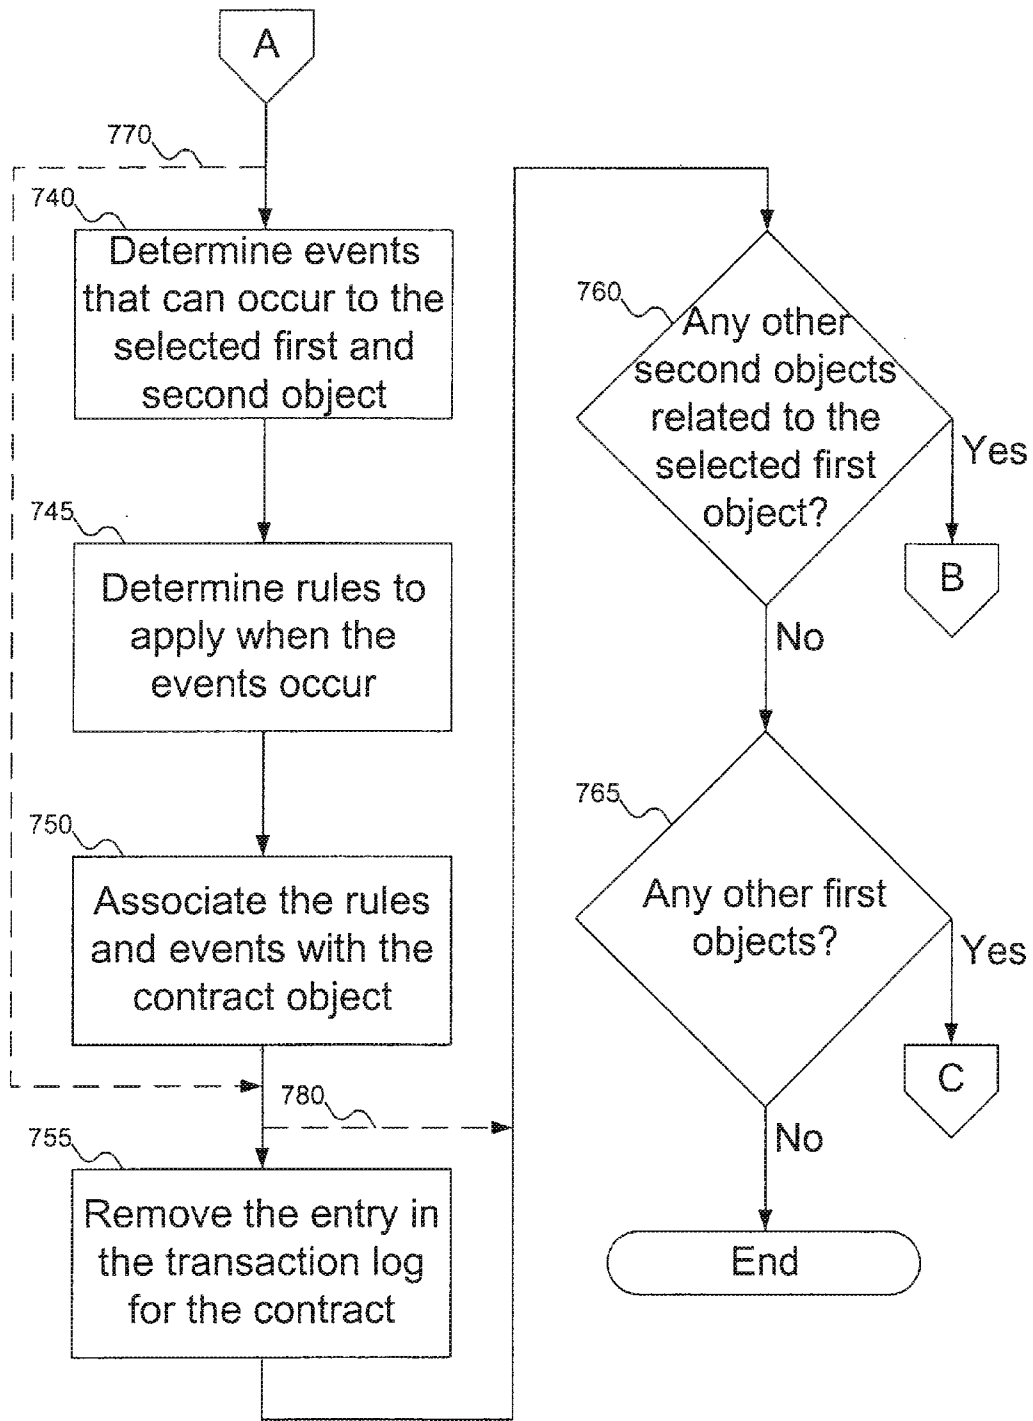 A
770
740
Determine events
that can occur to the
selected first and
second object
745
Determine rules to
apply when the
events occur
750
Associate the rules
and events with the
contract object
780
755
Remove the entry in
the transaction log
for the contract
760
Any other
second objects
related to the
selected first
object?
Yes
B
No
765
Any other first
objects?
Yes
C
No
End